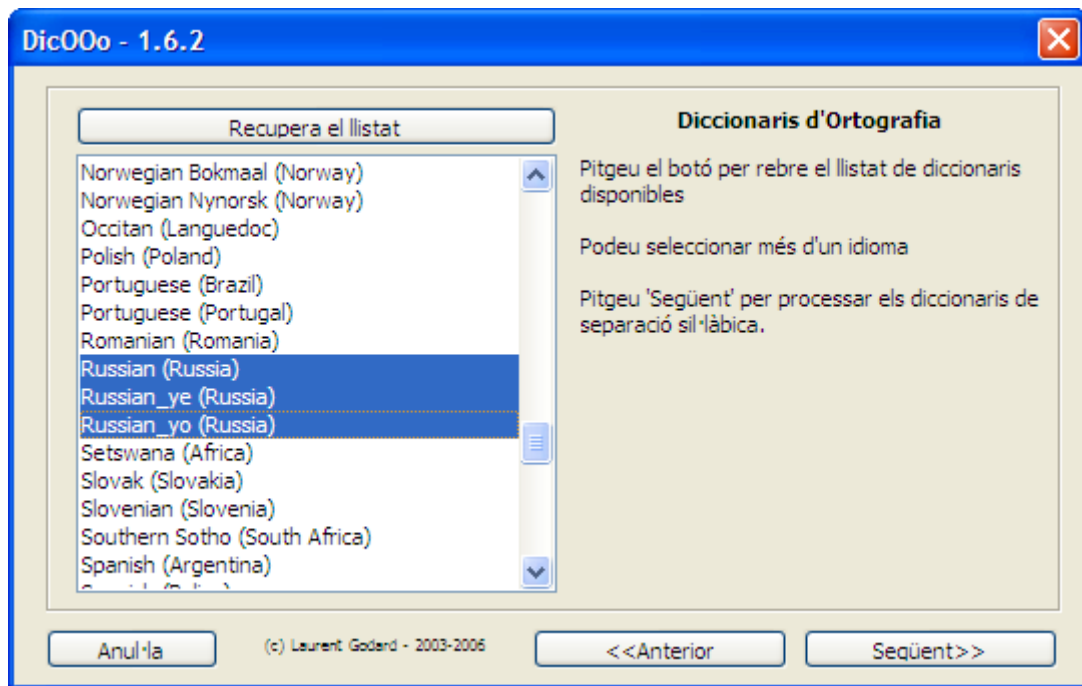 DicOOo - 1.6.2
Recupera el llistat
Norwegian Bokmaal (Norway)
Norwegian Nynorsk (Norway)
Occitan (Languedoc)
Polish (Poland)
Portuguese (Brazil)
Portuguese (Portugal)
Romanian (Romania)
Russian (Russia)
Russian_ye (Russia)
Russian_yo (Russia)
Setswana (Africa)
Slovak (Slovakia)
Slovenian (Slovenia)
Southern Sotho (South Africa)
Spanish (Argentina)
Diccionaris d'Ortografia
Pitgeu el botó per rebre el llistat de diccionaris
disponibles
Podeu seleccionar més d'un idioma
Pitgeu 'Següent' per processar els diccionaris de
separació sil·làbica.
Anul·la
(c) Laurent Godard - 2003-2006
<<Anterior
Següent>>